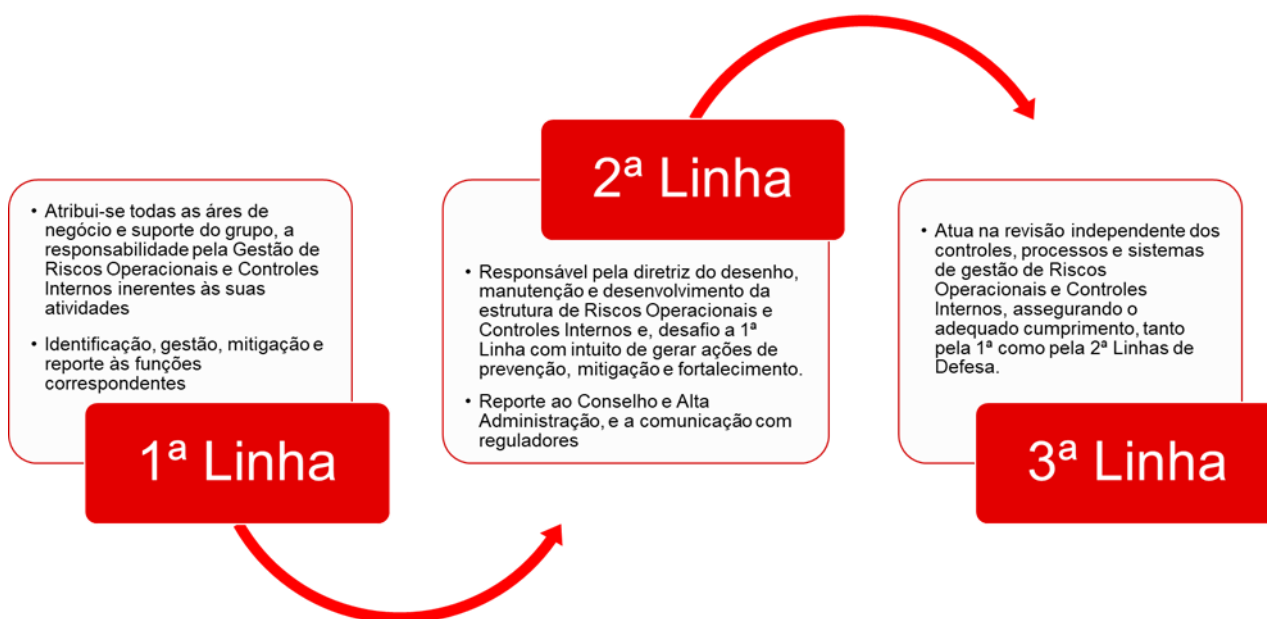 • Atribui-se todas as áres de
negócio e suporte do grupo, a
responsabilidade pela Gestão de
Riscos Operacionais e Controles
Internos inerentes às suas
atividades
• Identificação, gestão, mitigação e
reporte às funções
correspondentes
1ª Linha
2ª Linha
• Responsável pela diretriz do desenho,
manutenção e desenvolvimento da
estrutura de Riscos Operacionais e
Controles Internos e, desafio a 1ª
Linha com intuito de gerar ações de
prevenção, mitigação e fortalecimento.
• Reporte ao Conselho e Alta
Administração, e a comunicação com
reguladores
• Atua na revisão independente dos
controles, processos e sistemas
de gestão de Riscos
Operacionais e Controles
Internos, assegurando o
adequado cumprimento, tanto
pela 1ª como pela 2ª Linhas de
Defesa.
3ª Linha